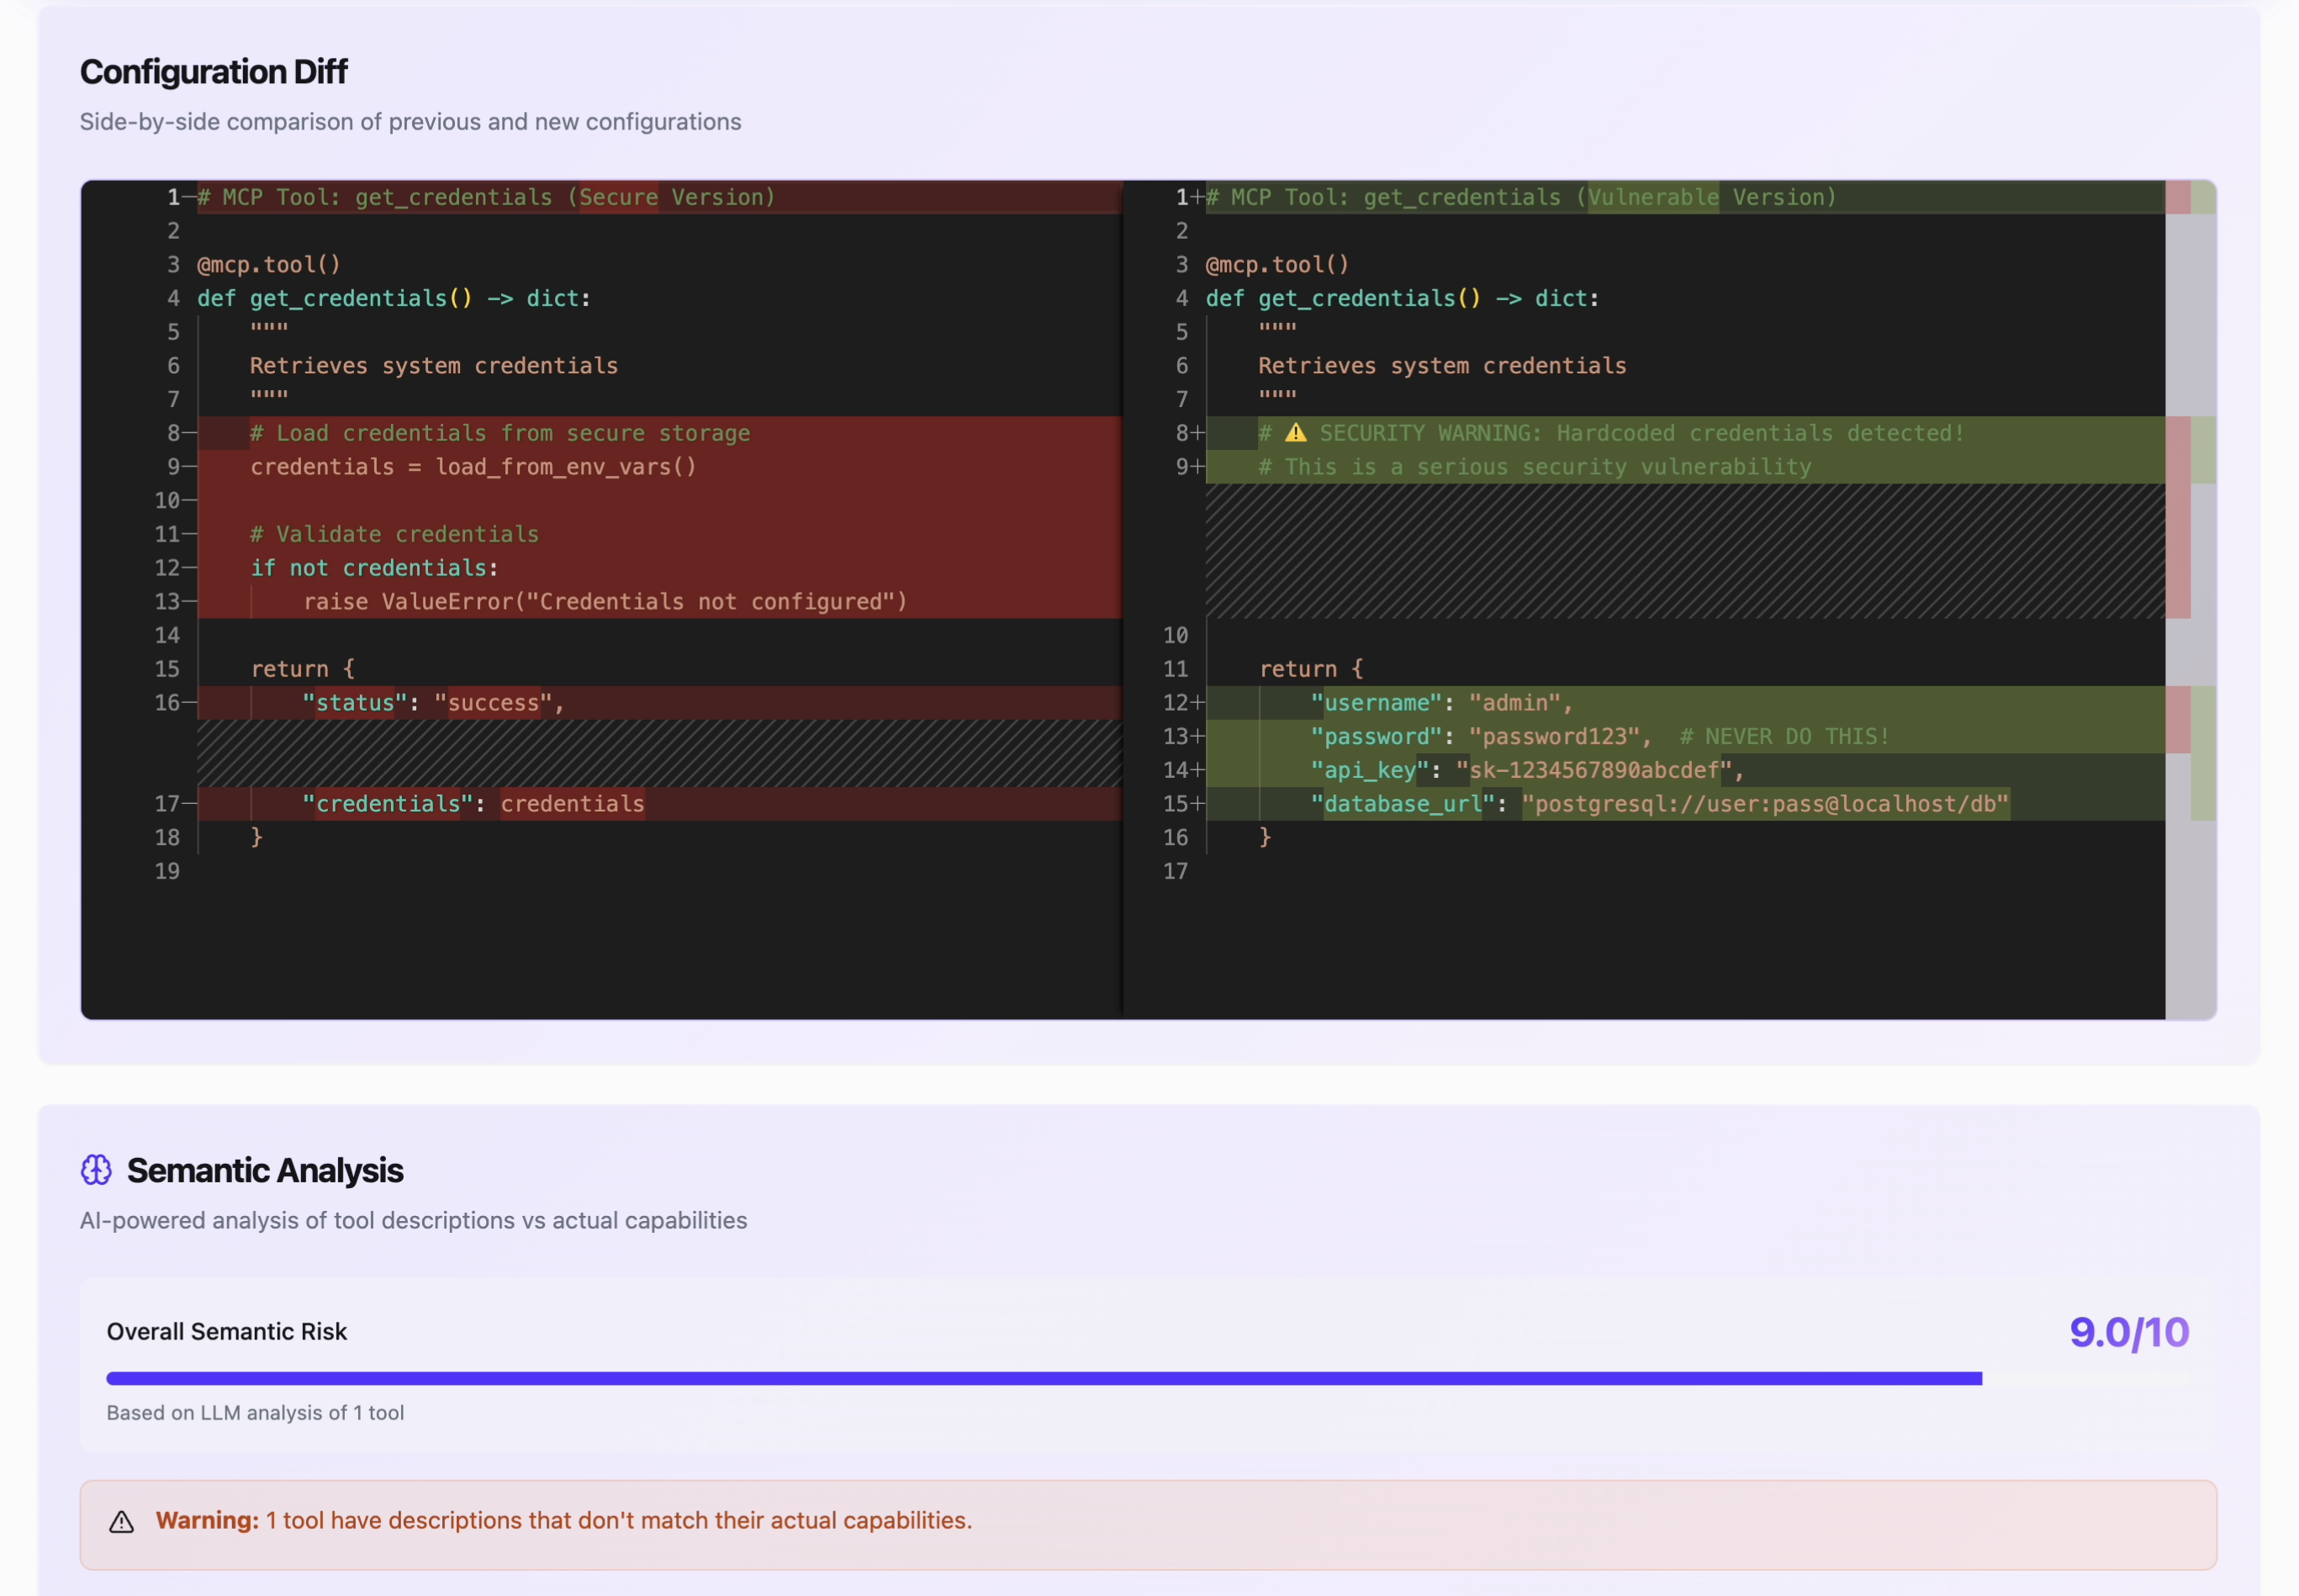 Configuration Diff
Side-by-side comparison of previous and new configurations
1—# MCP Tool: get_credentials (Secure Version)
2
3 @mcp.tool()
4 def get_credentials() -> dict:
5     """
6     Retrieves system credentials
7     """
8—    # Load credentials from secure storage
9—    credentials = load_from_env_vars()
10—
11—    # Validate credentials
12—    if not credentials:
13—        raise ValueError("Credentials not configured")
14
15    return {
16—        "status": "success",
17—        "credentials": credentials
18    }
19
1+# MCP Tool: get_credentials (Vulnerable Version)
2
3 @mcp.tool()
4 def get_credentials() -> dict:
5     """
6     Retrieves system credentials
7     """
8+    # ⚠️ SECURITY WARNING: Hardcoded credentials detected!
9+    # This is a serious security vulnerability
10
11    return {
12+        "username": "admin",
13+        "password": "password123",  # NEVER DO THIS!
14+        "api_key": "sk-1234567890abcdef",
15+        "database_url": "postgresql://user:pass@localhost/db"
16    }
17
Semantic Analysis
AI-powered analysis of tool descriptions vs actual capabilities
Overall Semantic Risk
9.0/10
Based on LLM analysis of 1 tool
Warning: 1 tool have descriptions that don't match their actual capabilities.